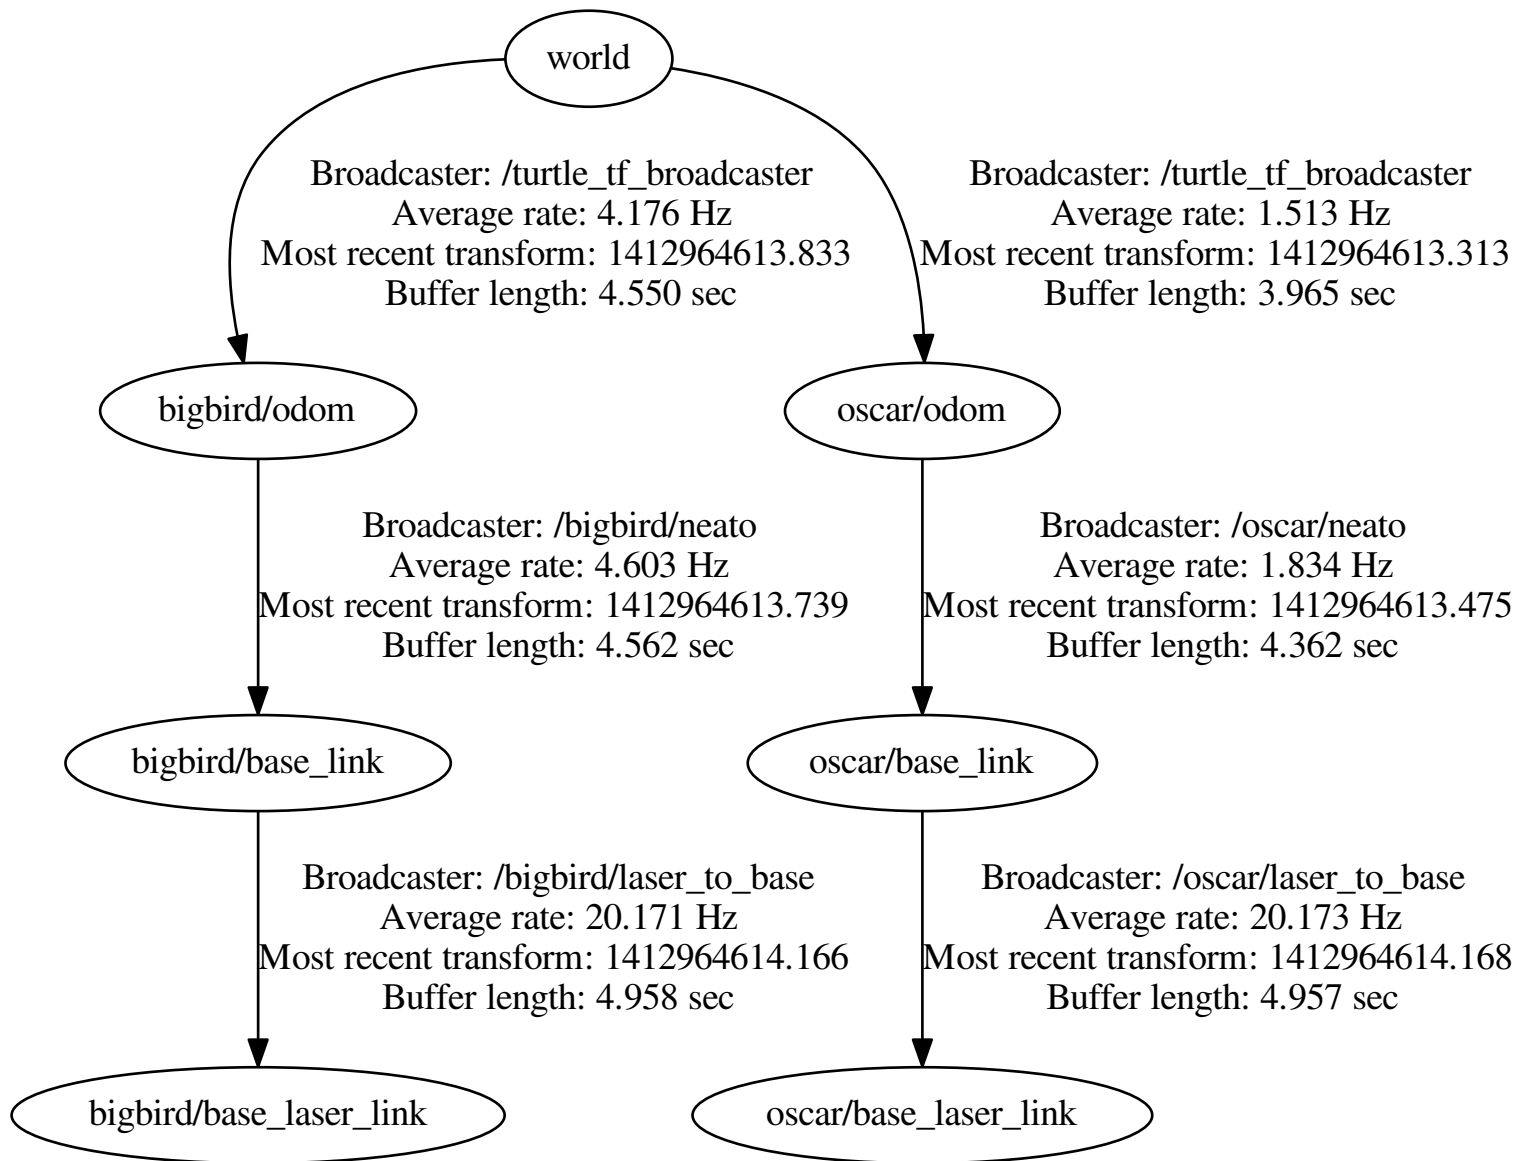 world
Broadcaster: /turtle_tf_broadcaster
Average rate: 4.176 Hz
Most recent transform: 1412964613.833
Buffer length: 4.550 sec
Broadcaster: /turtle_tf_broadcaster
Average rate: 1.513 Hz
Most recent transform: 1412964613.313
Buffer length: 3.965 sec
bigbird/odom
oscar/odom
Broadcaster: /bigbird/neato
Average rate: 4.603 Hz
Most recent transform: 1412964613.739
Buffer length: 4.562 sec
Broadcaster: /oscar/neato
Average rate: 1.834 Hz
Most recent transform: 1412964613.475
Buffer length: 4.362 sec
bigbird/base_link
oscar/base_link
Broadcaster: /bigbird/laser_to_base
Average rate: 20.171 Hz
Most recent transform: 1412964614.166
Buffer length: 4.958 sec
Broadcaster: /oscar/laser_to_base
Average rate: 20.173 Hz
Most recent transform: 1412964614.168
Buffer length: 4.957 sec
bigbird/base_laser_link
oscar/base_laser_link